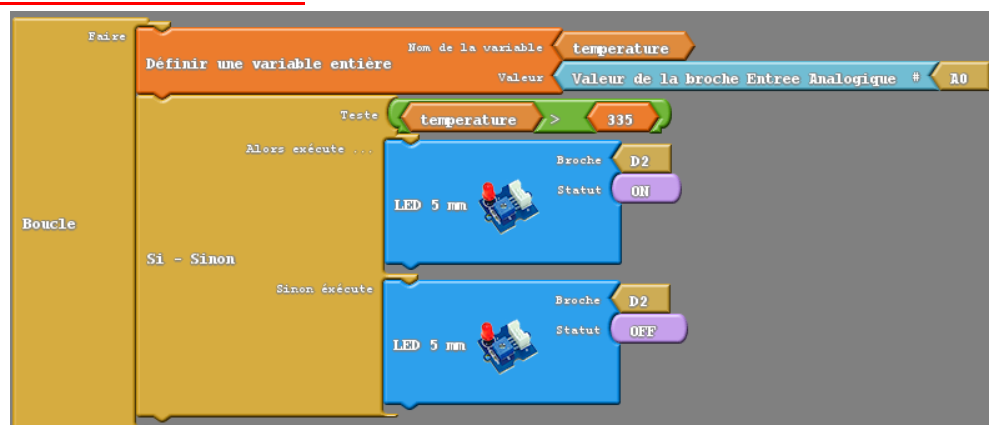 Faire
Définir une variable entière
Nom de la variable temperature
Valeur Valeur de la broche Entree Analogique # A0
Teste temperature > 335
Alors exécute ...
LED 5 mm
Broche D2
Statut ON
Boucle
Si - Sinon
Sinon éxécute
LED 5 mm
Broche D2
Statut OFF